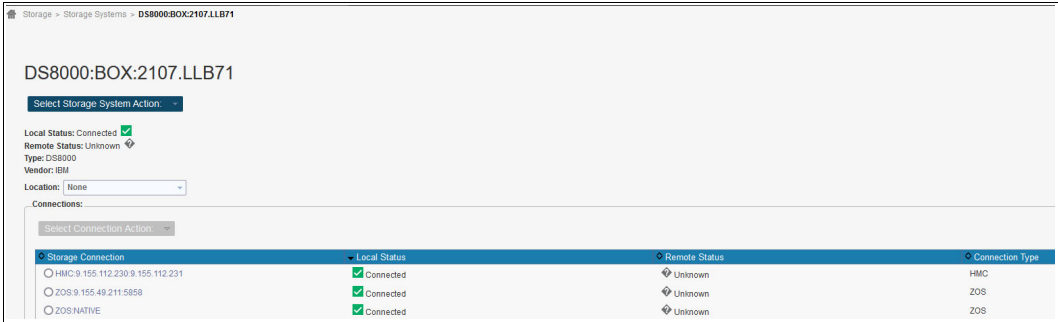 Storage > Storage Systems > DS8000:BOX:2107.LLB71
DS8000:BOX:2107.LLB71
Select Storage System Action:
Local Status: Connected
Remote Status: Unknown
Type: DS8000
Vendor: IBM
Location: None
Connections:
Select Connection Action:
Storage Connection Local Status Remote Status Connection Type
HMC:9.155.112.230:9.155.112.231 Connected Unknown HMC
ZOS:9.155.49.211:5858 Connected Unknown ZOS
ZOS:NATIVE Connected Unknown ZOS